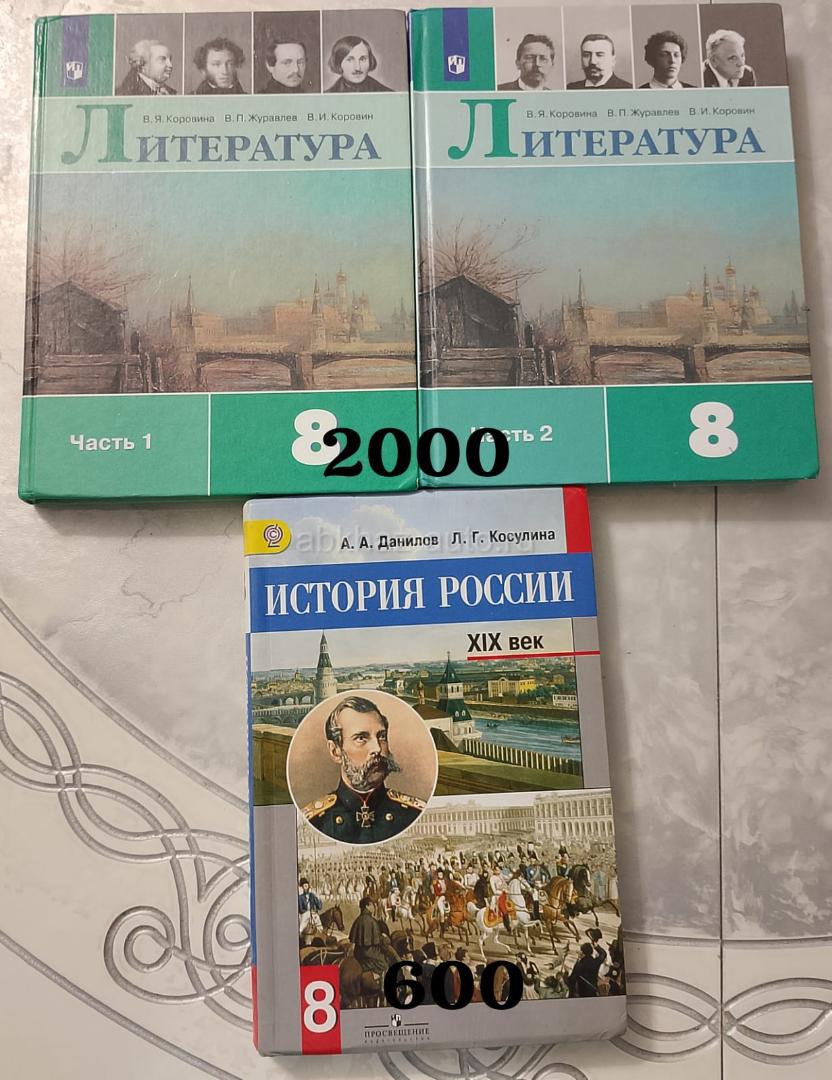 В.Я. Коровина В.П. Журавлев В.И. Коровин
ЛИТЕРАТУРА
Часть 1
8
В.Я. Коровина В.П. Журавлев В.И. Коровин
ЛИТЕРАТУРА
Часть 2
8
2000
А. А. Данилов Л. Г. Косулина
ИСТОРИЯ РОССИИ
XIX век
600
8
ПРОСВЕЩЕНИЕ
ИЗДАТЕЛЬСТВО